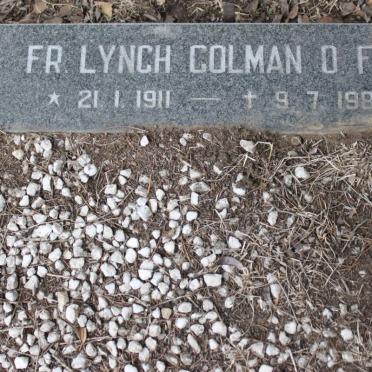 FR. LYNCH COLMAN O F
* 21. 1. 1911 — + 9. 7. 198